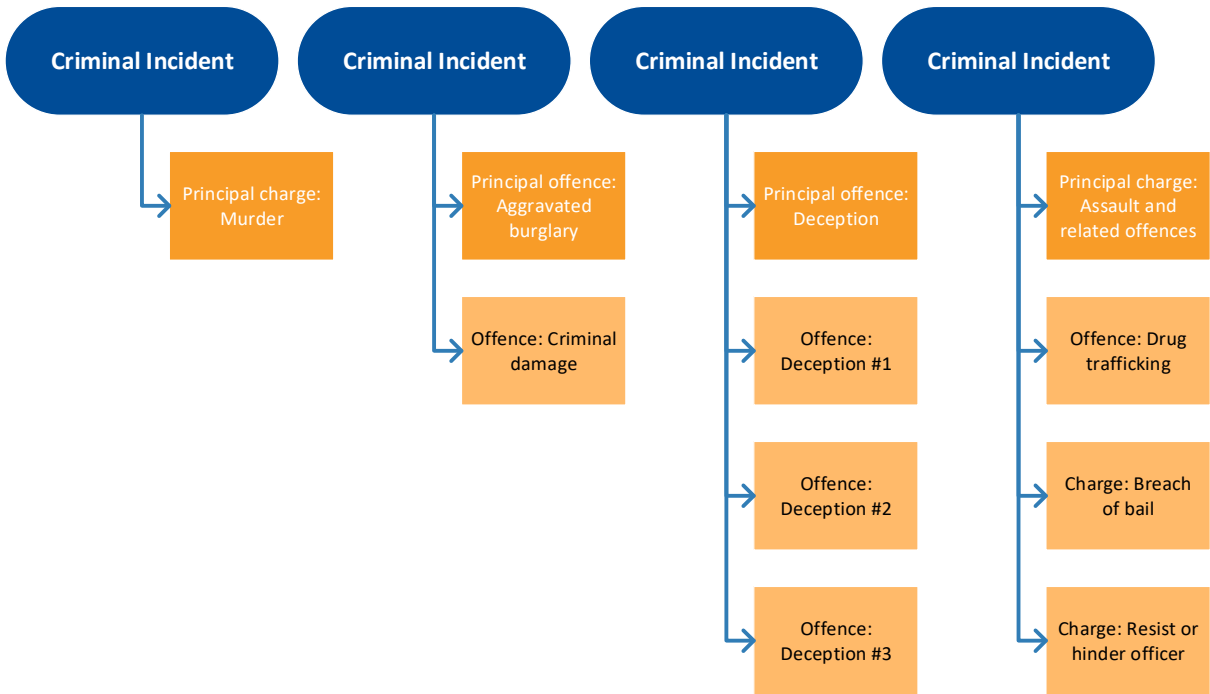 Criminal Incident
Principal charge:
Murder
Criminal Incident
Principal offence:
Aggravated
burglary
Offence: Criminal
damage
Criminal Incident
Principal offence:
Deception
Offence:
Deception #1
Offence:
Deception #2
Offence:
Deception #3
Criminal Incident
Principal charge:
Assault and
related offences
Offence: Drug
trafficking
Charge: Breach
of bail
Charge: Resist or
hinder officer